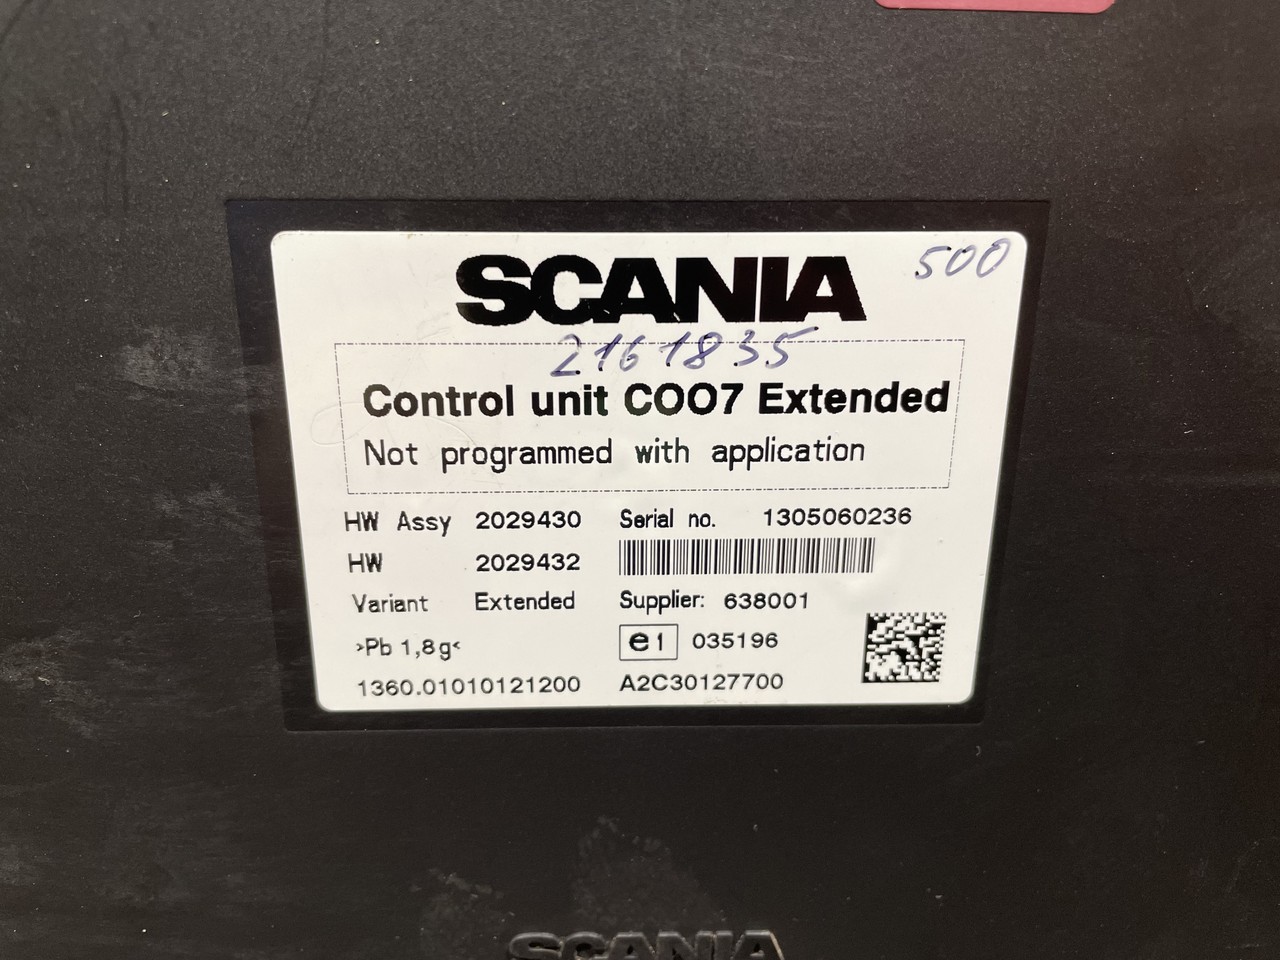 SCANIA 500
2161835
Control unit COO7 Extended
Not programmed with application
HW Assy 2029430 Serial no. 1305060236
HW 2029432
Variant Extended Supplier: 638001
>Pb 1,8g< e1 035196
1360.01010121200 A2C30127700
SCANIA